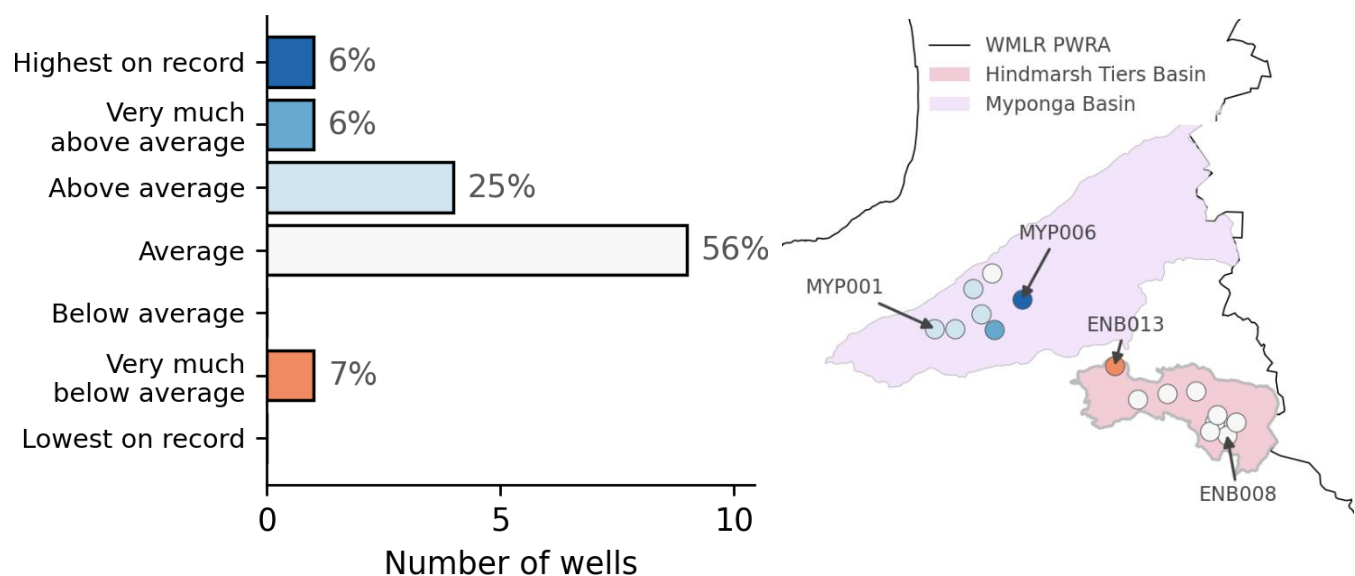 Highest on record
6%
Very much
above average
6%
Above average
25%
Average
56%
Below average
Very much
below average
7%
Lowest on record
0
5
10
Number of wells
WMLR PWRA
Hindmarsh Tiers Basin
Myponga Basin
MYP006
MYP001
ENB013
ENB008